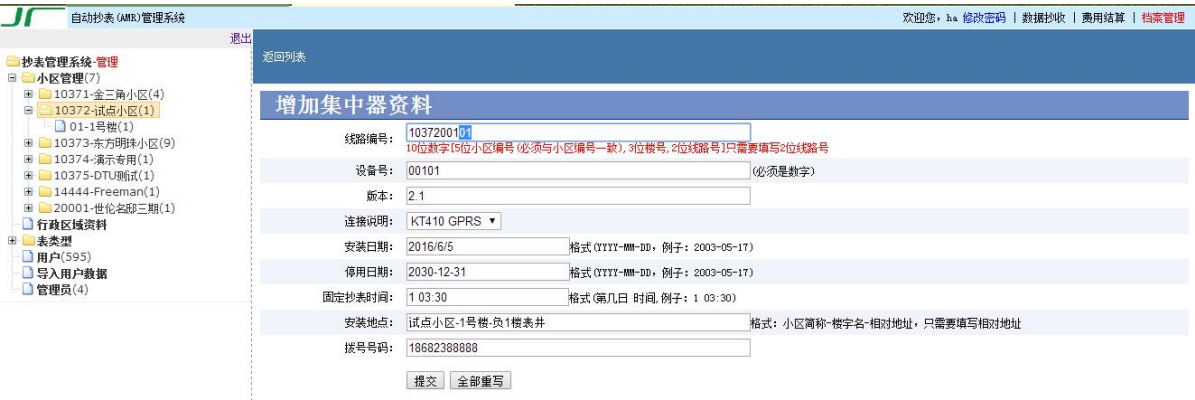 自动抄表(AMR)管理系统
欢迎您，ha 修改密码 | 数据抄收 | 费用结算 | 档案管理
退出
返回列表
抄表管理系统-管理
小区管理(7)
10371-金三角小区(4)
10372-试点小区(1)
01-1号楼(1)
10373-东方明珠小区(9)
10374-演示专用(1)
10375-DTU测试(1)
14444-Freeman(1)
20001-世伦名邸三期(1)
行政区域资料
表类型
用户(595)
导入用户数据
管理员(4)
增加集中器资料
线路编号： 1037200101
10位数字[5位小区编号(必须与小区编号一致),3位楼号,2位线路号]只需要填写2位线路号
设备号： 00101 (必须是数字)
版本： 2.1
连接说明： KT410 GPRS
安装日期： 2016/6/5 格式(YYYY-MM-DD，例子：2003-05-17)
停用日期： 2030-12-31 格式(YYYY-MM-DD，例子：2003-05-17)
固定抄表时间： 1 03:30 格式(第几日 时间,例子：1 03:30)
安装地点： 试点小区-1号楼-负1楼表井 格式：小区简称-楼宇名-相对地址，只需要填写相对地址
拨号号码： 18682388888
提交 全部重写